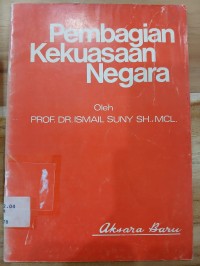 Pembagian
Kekuasaan
Negara
Oleh
PROF. DR. ISMAIL SUNY SH., MCL.
Aksara Baru